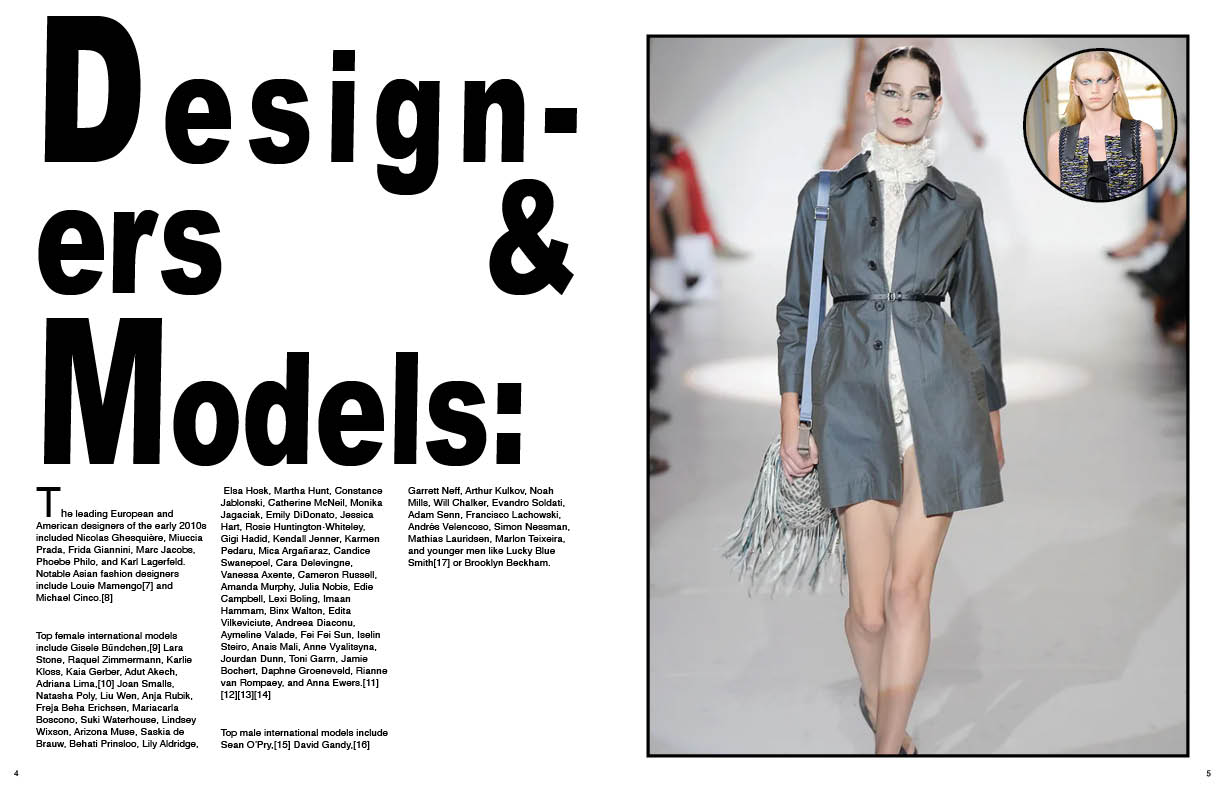 Design-
ers &
Models:
The leading European and
American designers of the early 2010s
included Nicolas Ghesquière, Miuccia
Prada, Frida Giannini, Marc Jacobs,
Phoebe Philo, and Karl Lagerfeld.
Notable Asian fashion designers
include Louie Mamengo[7] and
Michael Cinco.[8]
Top female international models
include Gisele Bündchen,[9] Lara
Stone, Raquel Zimmermann, Karlie
Kloss, Kaia Gerber, Adut Akech,
Adriana Lima,[10] Joan Smalls,
Natasha Poly, Liu Wen, Anja Rubik,
Freja Beha Erichsen, Mariacarla
Boscono, Suki Waterhouse, Lindsey
Wixson, Arizona Muse, Saskia de
Brauw, Behati Prinsloo, Lily Aldridge,
Elsa Hosk, Martha Hunt, Constance
Jablonski, Catherine McNeil, Monika
Jagaciak, Emily DiDonato, Jessica
Hart, Rosie Huntington-Whiteley,
Gigi Hadid, Kendall Jenner, Karmen
Pedaru, Mica Argañaraz, Candice
Swanepoel, Cara Delevingne,
Vanessa Axente, Cameron Russell,
Amanda Murphy, Julia Nobis, Edie
Campbell, Lexi Boling, Imaan
Hammam, Binx Walton, Edita
Vilkeviciute, Andreea Diaconu,
Aymeline Valade, Fei Fei Sun, Iselin
Steiro, Anais Mali, Anne Vyalitsyna,
Jourdan Dunn, Toni Garrn, Jamie
Bochert, Daphne Groeneveld, Rianne
van Rompaey, and Anna Ewers.[11]
[12][13][14]
Top male international models include
Sean O'Pry,[15] David Gandy,[16]
Garrett Neff, Arthur Kulkov, Noah
Mills, Will Chalker, Evandro Soldati,
Adam Senn, Francisco Lachowski,
Andrés Velencoso, Simon Nessman,
Mathias Lauridsen, Marlon Teixeira,
and younger men like Lucky Blue
Smith[17] or Brooklyn Beckham.
4
5